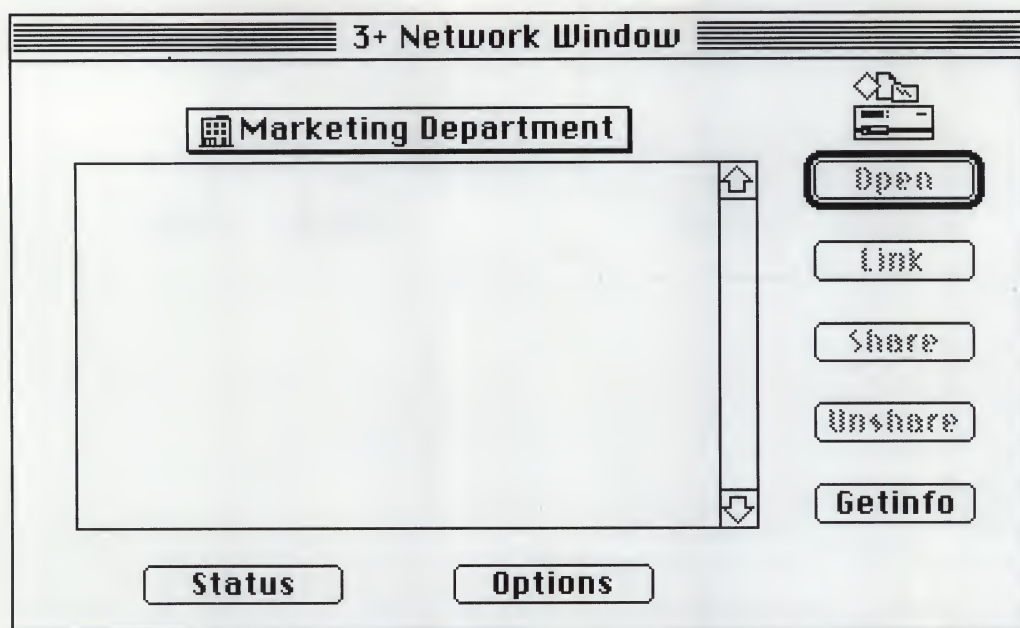 3+ Network Window
Marketing Department
Open
Link
Share
Unshare
Getinfo
Status
Options